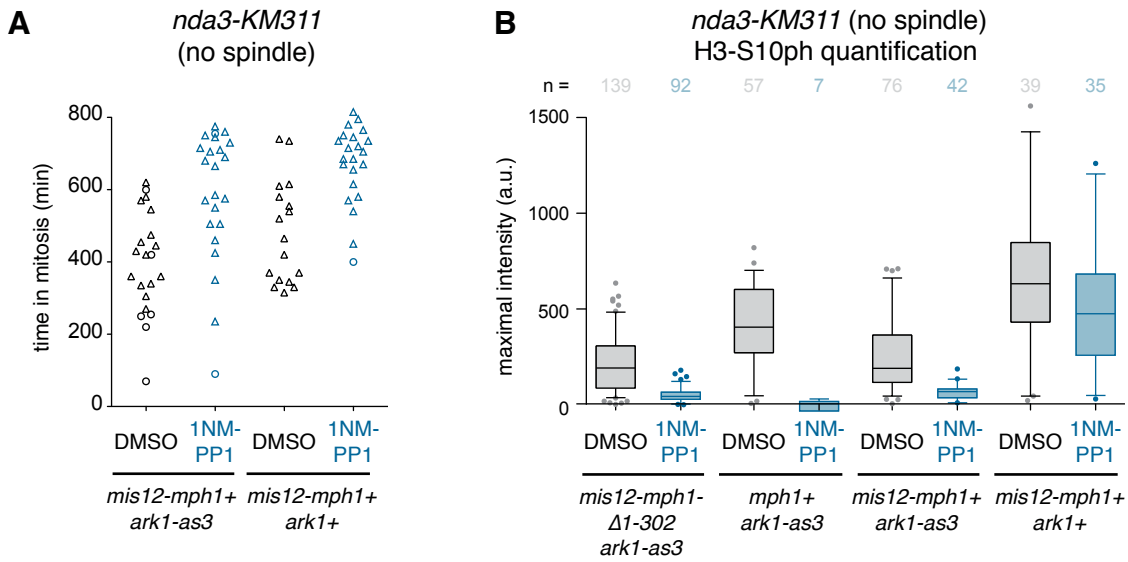 A
nda3-KM311
(no spindle)
time in mitosis (min)
800
600
400
200
0
DMSO
1NM-
PP1
DMSO
1NM-
PP1
mis12-mph1+
ark1-as3
mis12-mph1+
ark1+
B
nda3-KM311 (no spindle)
H3-S10ph quantification
n =
139
92
57
7
76
42
39
35
maximal intensity (a.u.)
1500
1000
500
0
DMSO
1NM-
PP1
DMSO
1NM-
PP1
DMSO
1NM-
PP1
DMSO
1NM-
PP1
mis12-mph1-
Δ1-302
ark1-as3
mph1+
ark1-as3
mis12-mph1+
ark1-as3
mis12-mph1+
ark1+